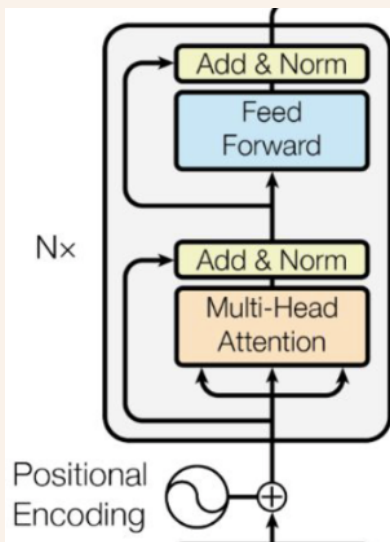 Add & Norm
Feed
Forward
Add & Norm
Multi-Head
Attention
N×
Positional
Encoding